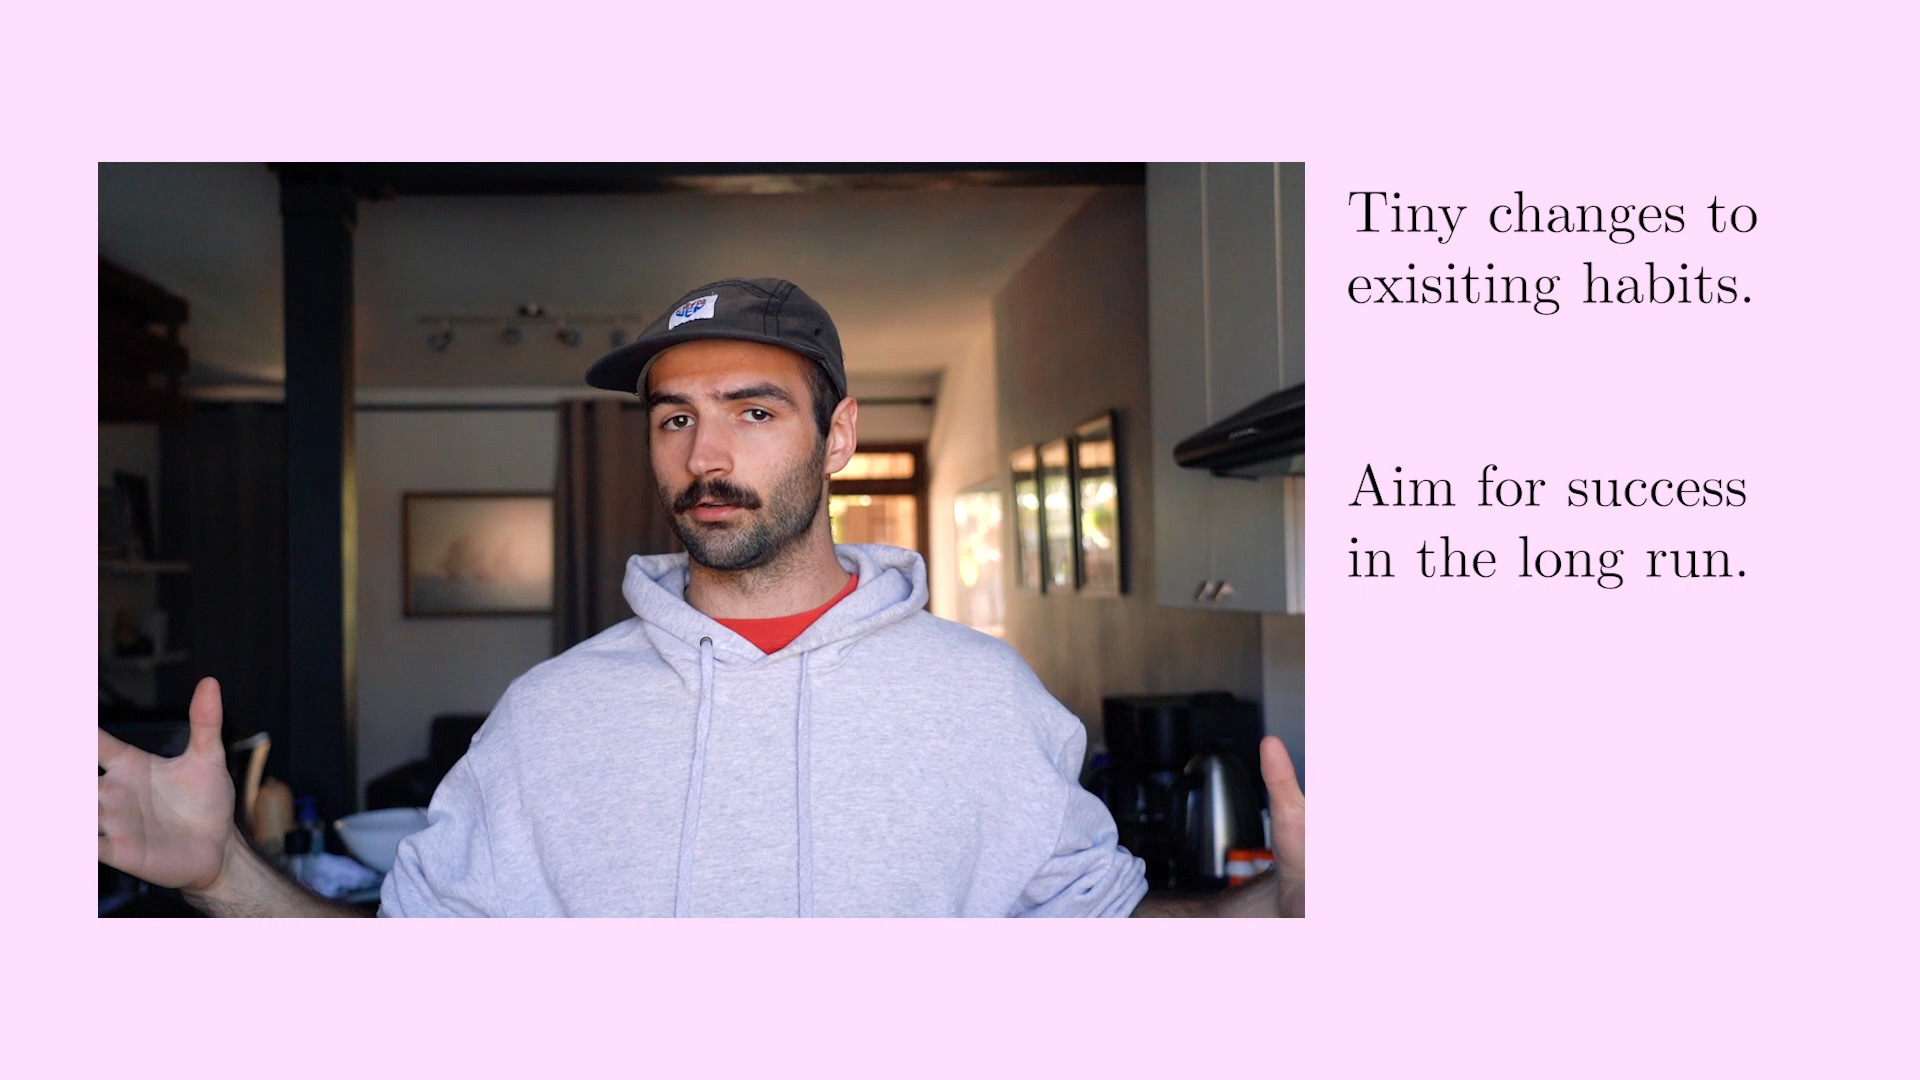 Tiny changes to
exisiting habits.
Aim for success
in the long run.